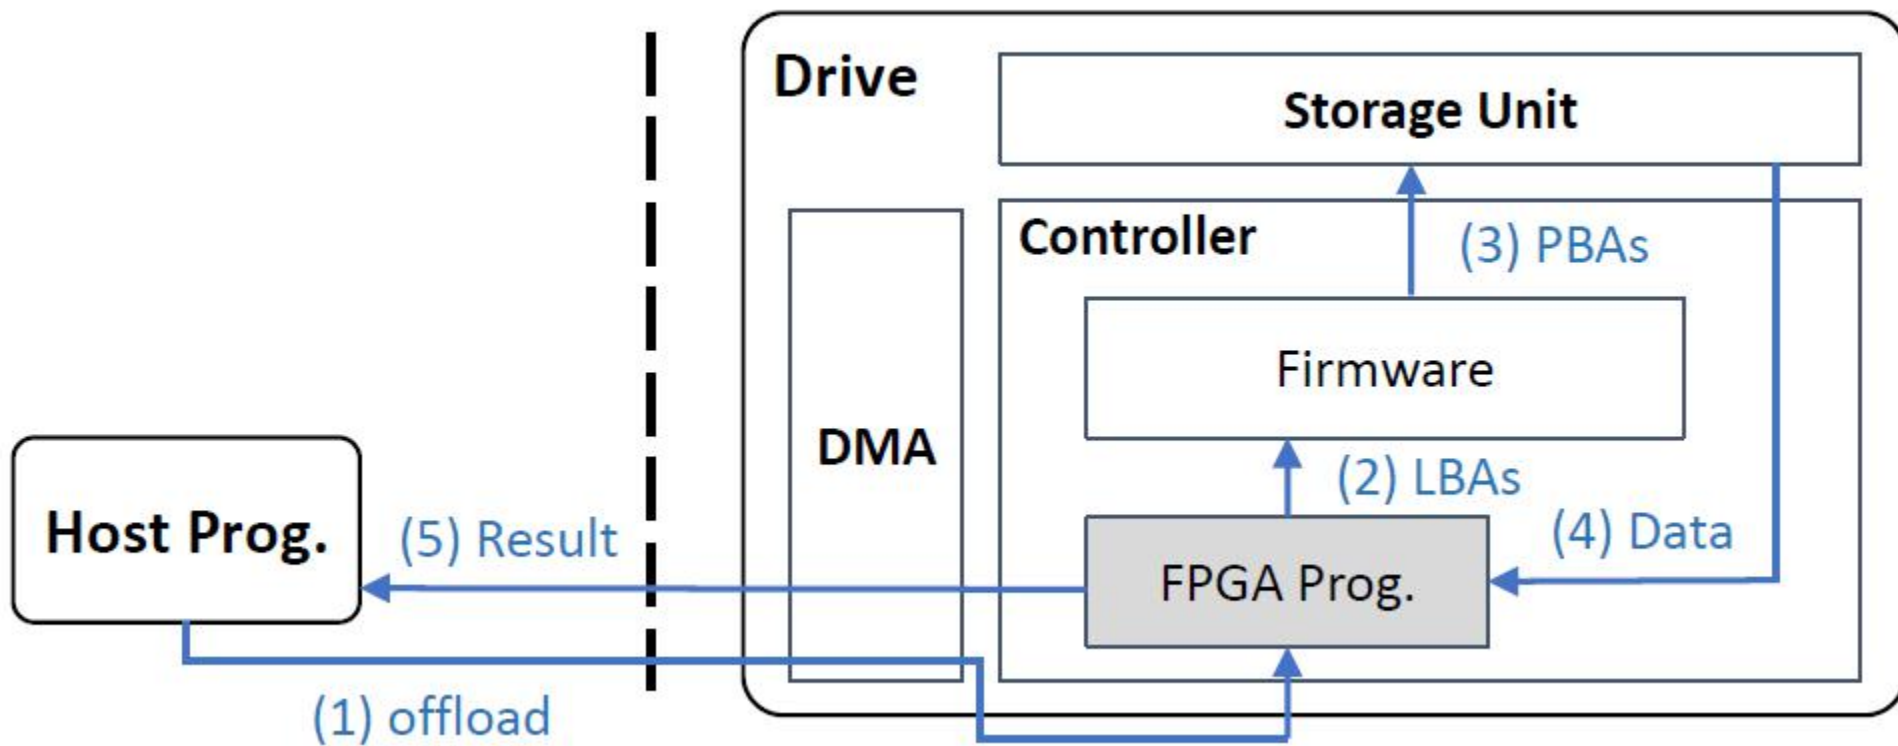 Drive
Storage Unit
Controller
(3) PBAs
Firmware
DMA
(2) LBAs
Host Prog.
(5) Result
(4) Data
FPGA Prog.
(1) offload